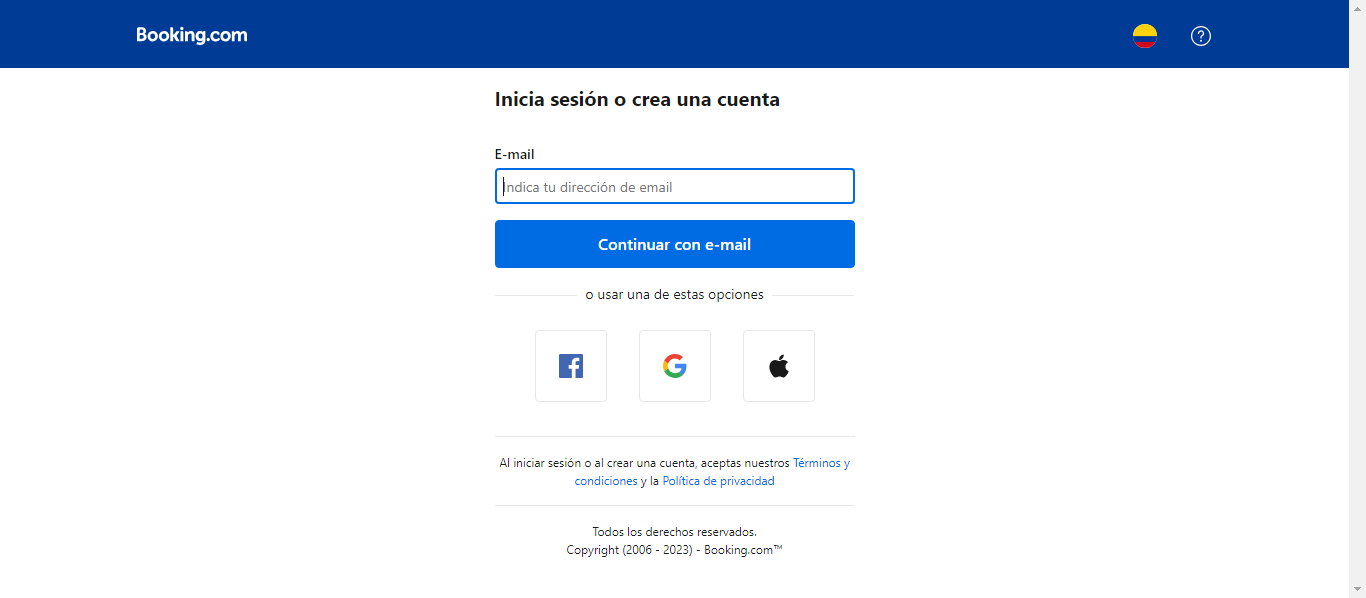 Booking.com
Inicia sesión o crea una cuenta
E-mail
Indica tu dirección de email
Continuar con e-mail
o usar una de estas opciones
Al iniciar sesión o al crear una cuenta, aceptas nuestros Términos y
condiciones y la Política de privacidad
Todos los derechos reservados.
Copyright (2006 - 2023) - Booking.com™